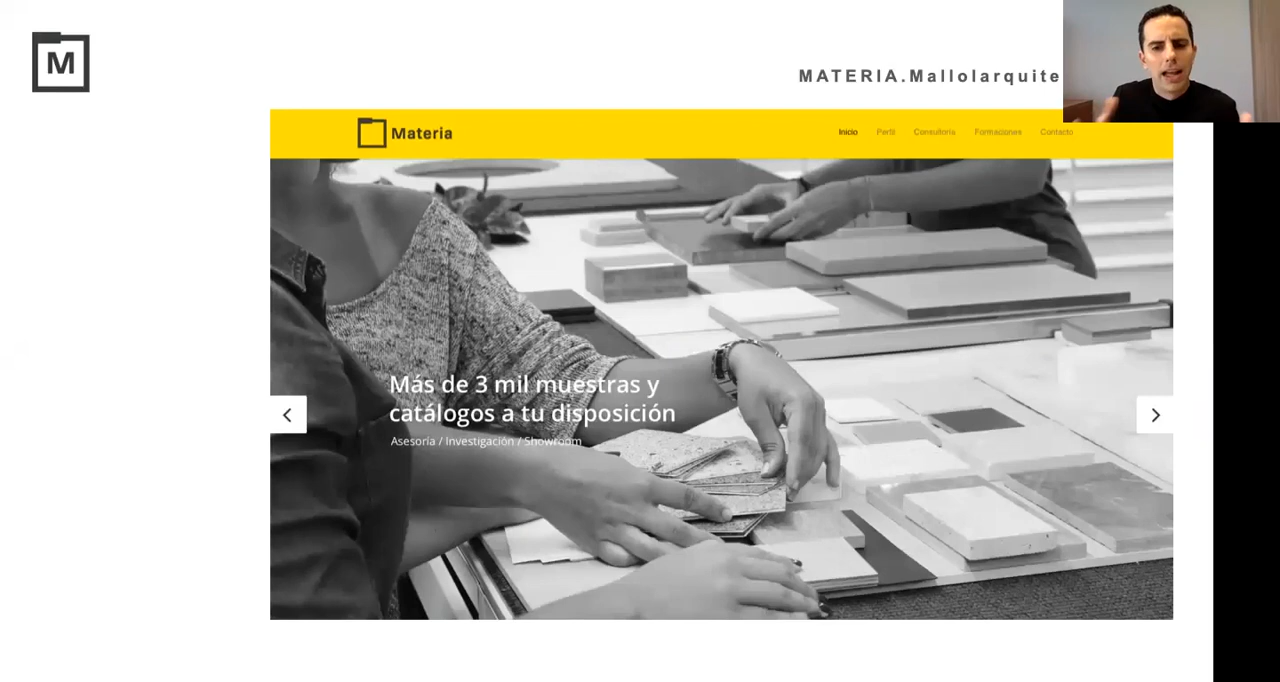 M
MATERIA.Mallolarquite
Materia
Inicio Perfil Consultoría Formaciones Contacto
Más de 3 mil muestras y
catálogos a tu disposición
Asesoría / Investigación / Showroom